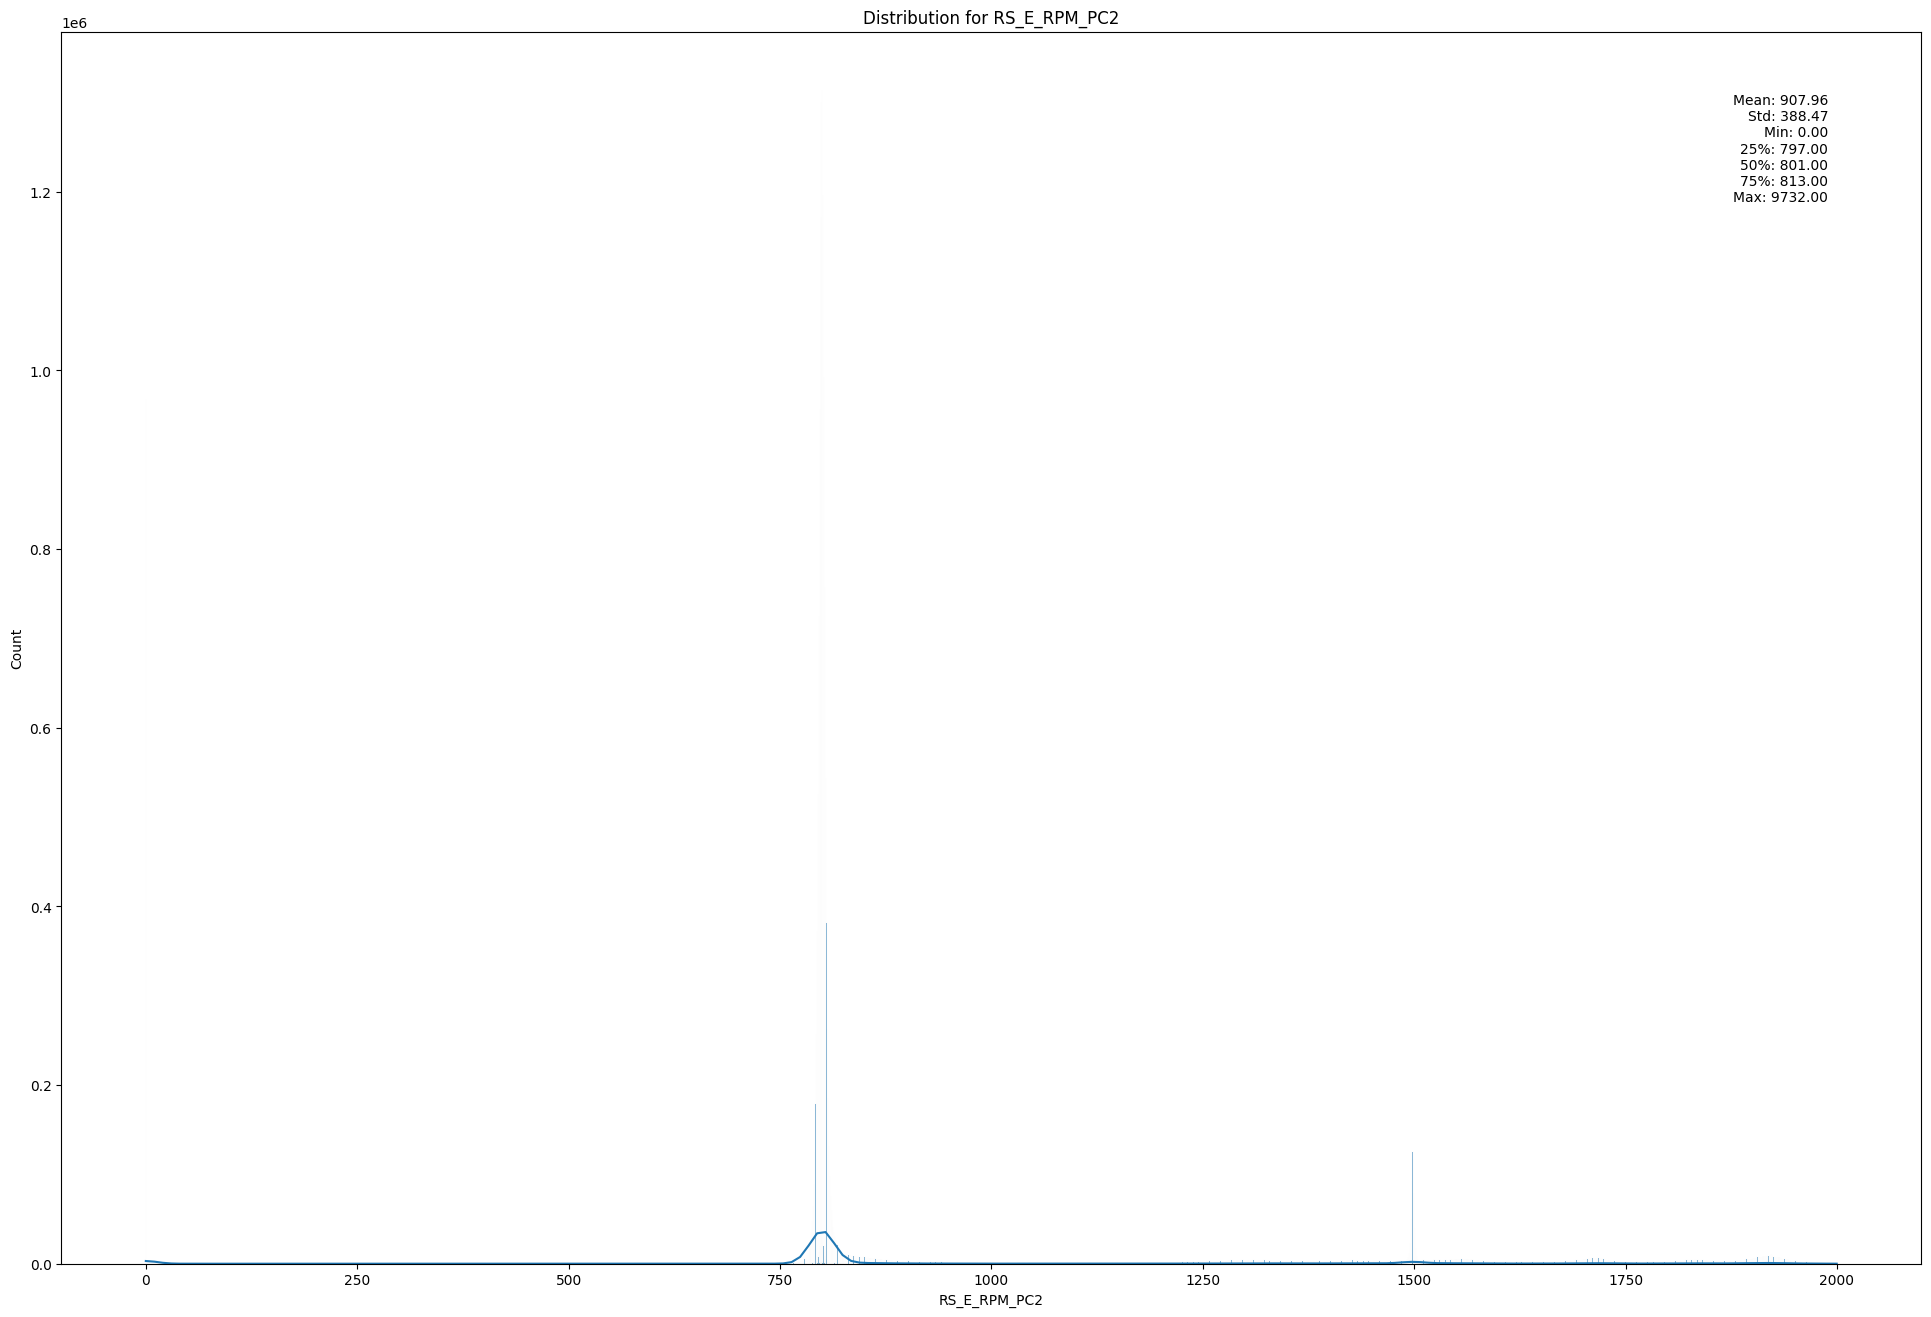 Distribution for RS_E_RPM_PC2
1e6
Mean: 907.96
Std: 388.47
Min: 0.00
25%: 797.00
50%: 801.00
75%: 813.00
Max: 9732.00
1.2
1.0
0.8
0.6
0.4
0.2
0.0
Count
0 250 500 750 1000 1250 1500 1750 2000
RS_E_RPM_PC2